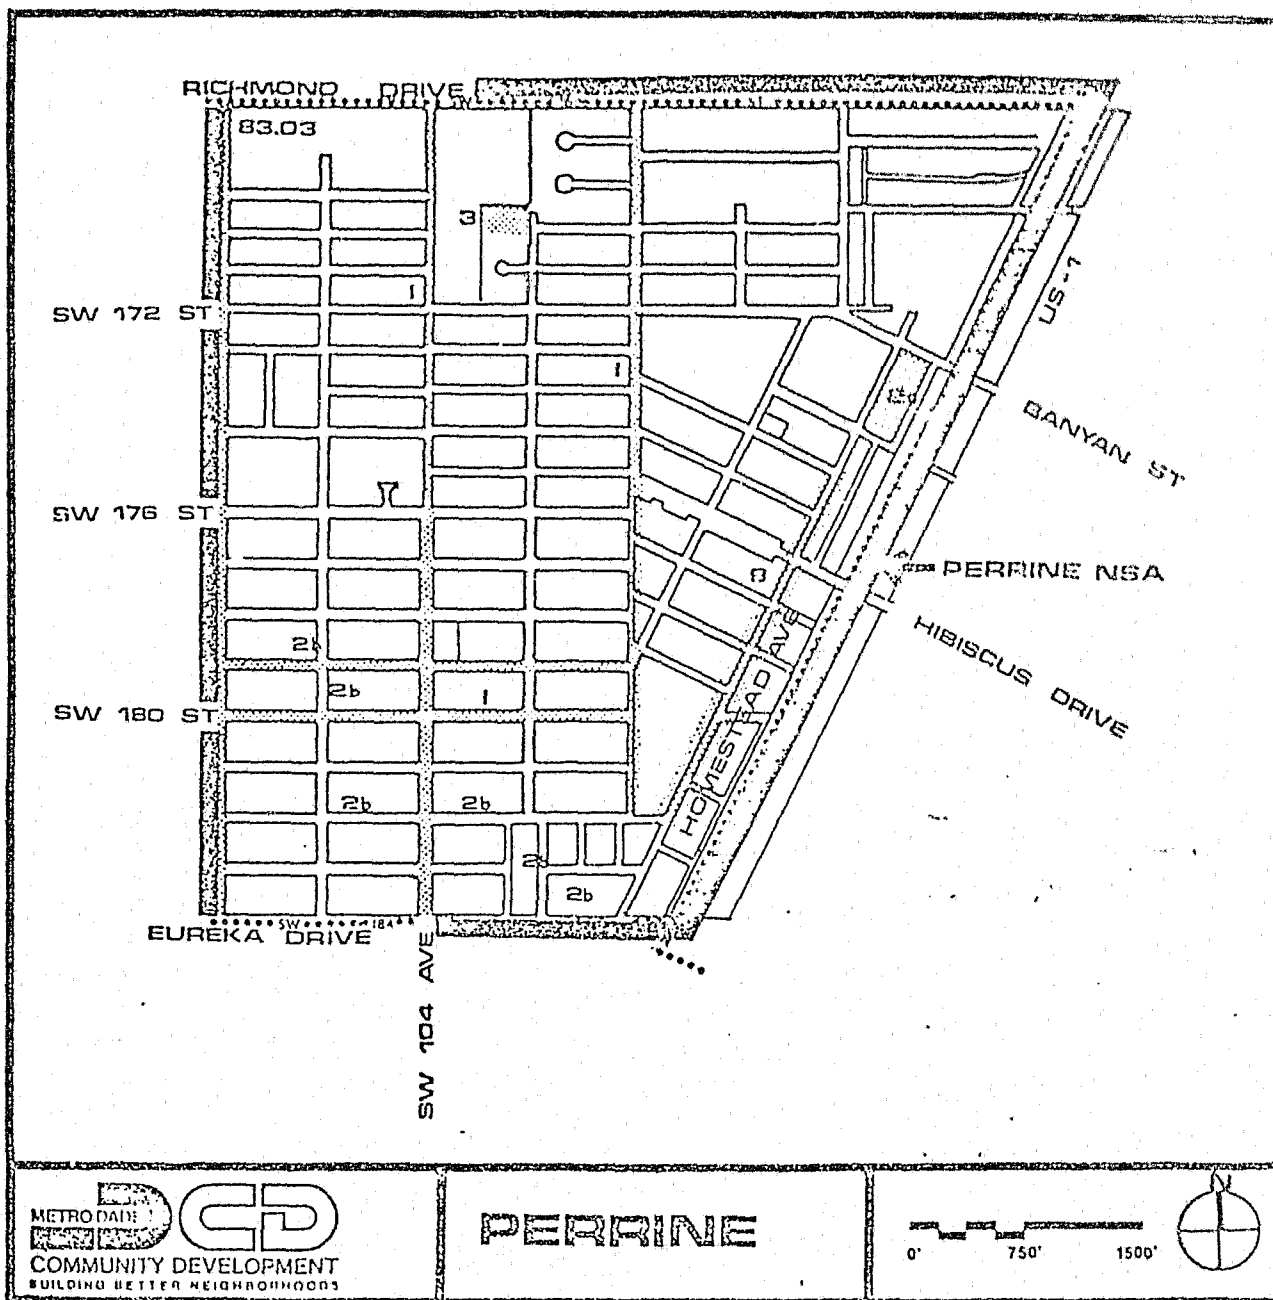 RICHMOND DRIVE
83.03
3
1
SW 172 ST
US-1
1
BANYAN ST
SW 176 ST
PERRINE NSA
HIBISCUS DRIVE
2b
2b
1
SW 180 ST
HOMESTEAD AVE
2b
2b
2b
2b
SW 184
EUREKA DRIVE
SW 104 AVE
METRO DADE
CD
COMMUNITY DEVELOPMENT
BUILDING BETTER NEIGHBORHOODS
PERRINE
N
0' 750' 1500'